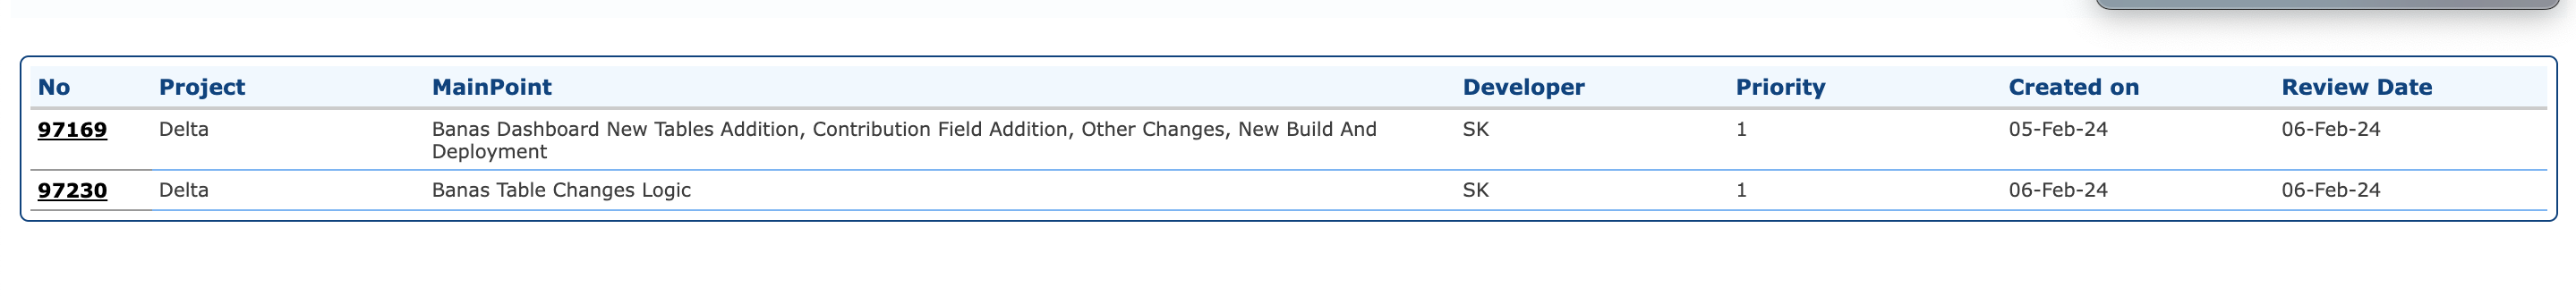 No Project MainPoint Developer Priority Created on Review Date
97169 Delta Banas Dashboard New Tables Addition, Contribution Field Addition, Other Changes, New Build And SK 1 05-Feb-24 06-Feb-24
Deployment
97230 Delta Banas Table Changes Logic SK 1 06-Feb-24 06-Feb-24